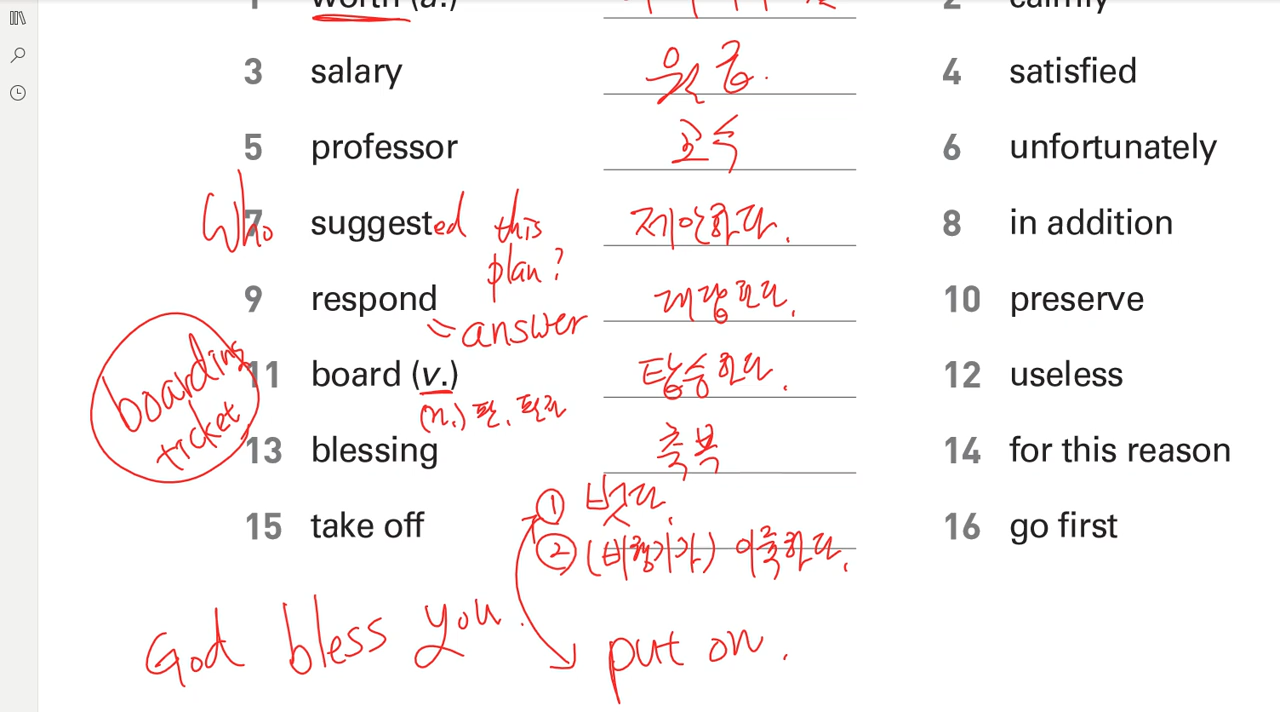 1 worth (a.)
2 calmly
3 salary 월급.
4 satisfied
5 professor 교수
6 unfortunately
Who
7 suggested this plan? 제안하다.
8 in addition
9 respond 대답하다.
= answer
10 preserve
boarding ticket
11 board (v.) 탑승하다.
(n.) 판. 판자
12 useless
13 blessing 축복
14 for this reason
15 take off ① 벗다.
② (비행기가) 이륙하다.
16 go first
God bless you.
put on.